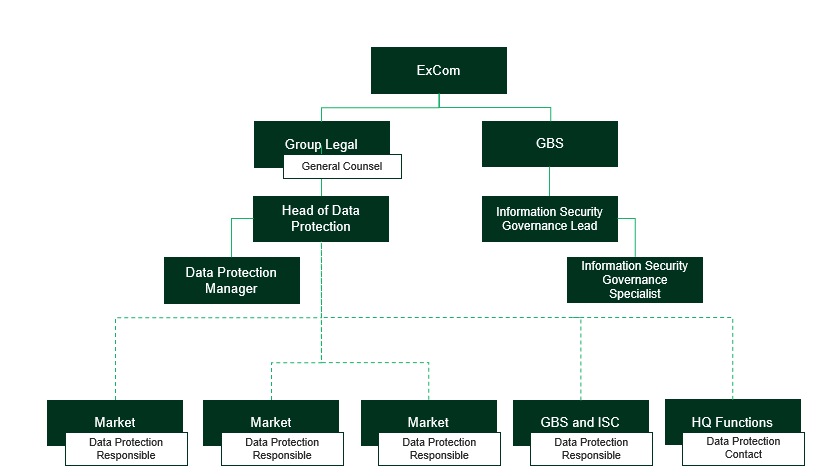 ExCom
Group Legal
General Counsel
GBS
Head of Data
Protection
Information Security
Governance Lead
Data Protection
Manager
Information Security
Governance
Specialist
Market
Data Protection
Responsible
Market
Data Protection
Responsible
Market
Data Protection
Responsible
GBS and ISC
Data Protection
Responsible
HQ Functions
Data Protection
Contact